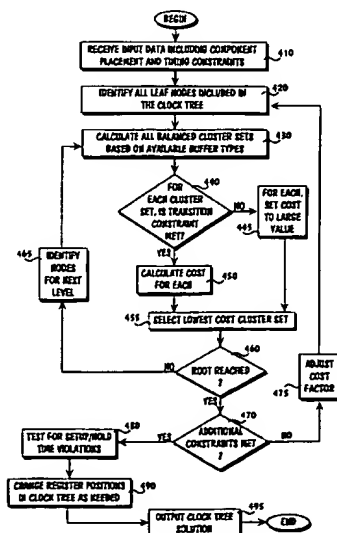 BEGIN
RECEIVE INPUT DATA INCLUDING COMPONENT
PLACEMENT AND TIMING CONSTRAINTS
410
IDENTIFY ALL LEAF NODES INCLUDED
IN THE CLOCK TREE
420
CALCULATE ALL BALANCED CLUSTER SETS
BASED ON AVAILABLE BUFFER TYPES
430
FOR
EACH CLUSTER
SET, IS TRANSITION
CONSTRAINT
MET?
440
NO
FOR EACH,
SET COST
TO LARGE
VALUE
445
YES
CALCULATE COST
FOR EACH
450
455
SELECT LOWEST COST CLUSTER SET
465
IDENTIFY
NODES
FOR NEXT
LEVEL
NO
ROOT REACHED
?
460
YES
ADJUST
COST
FACTOR
475
ADDITIONAL
CONSTRAINTS MET
?
470
NO
YES
480
TEST FOR SETUP/HOLD
TIME VIOLATIONS
CHANGE REGISTER POSITIONS
IN CLOCK TREE AS NEEDED
490
OUTPUT CLOCK TREE
SOLUTION
495
END